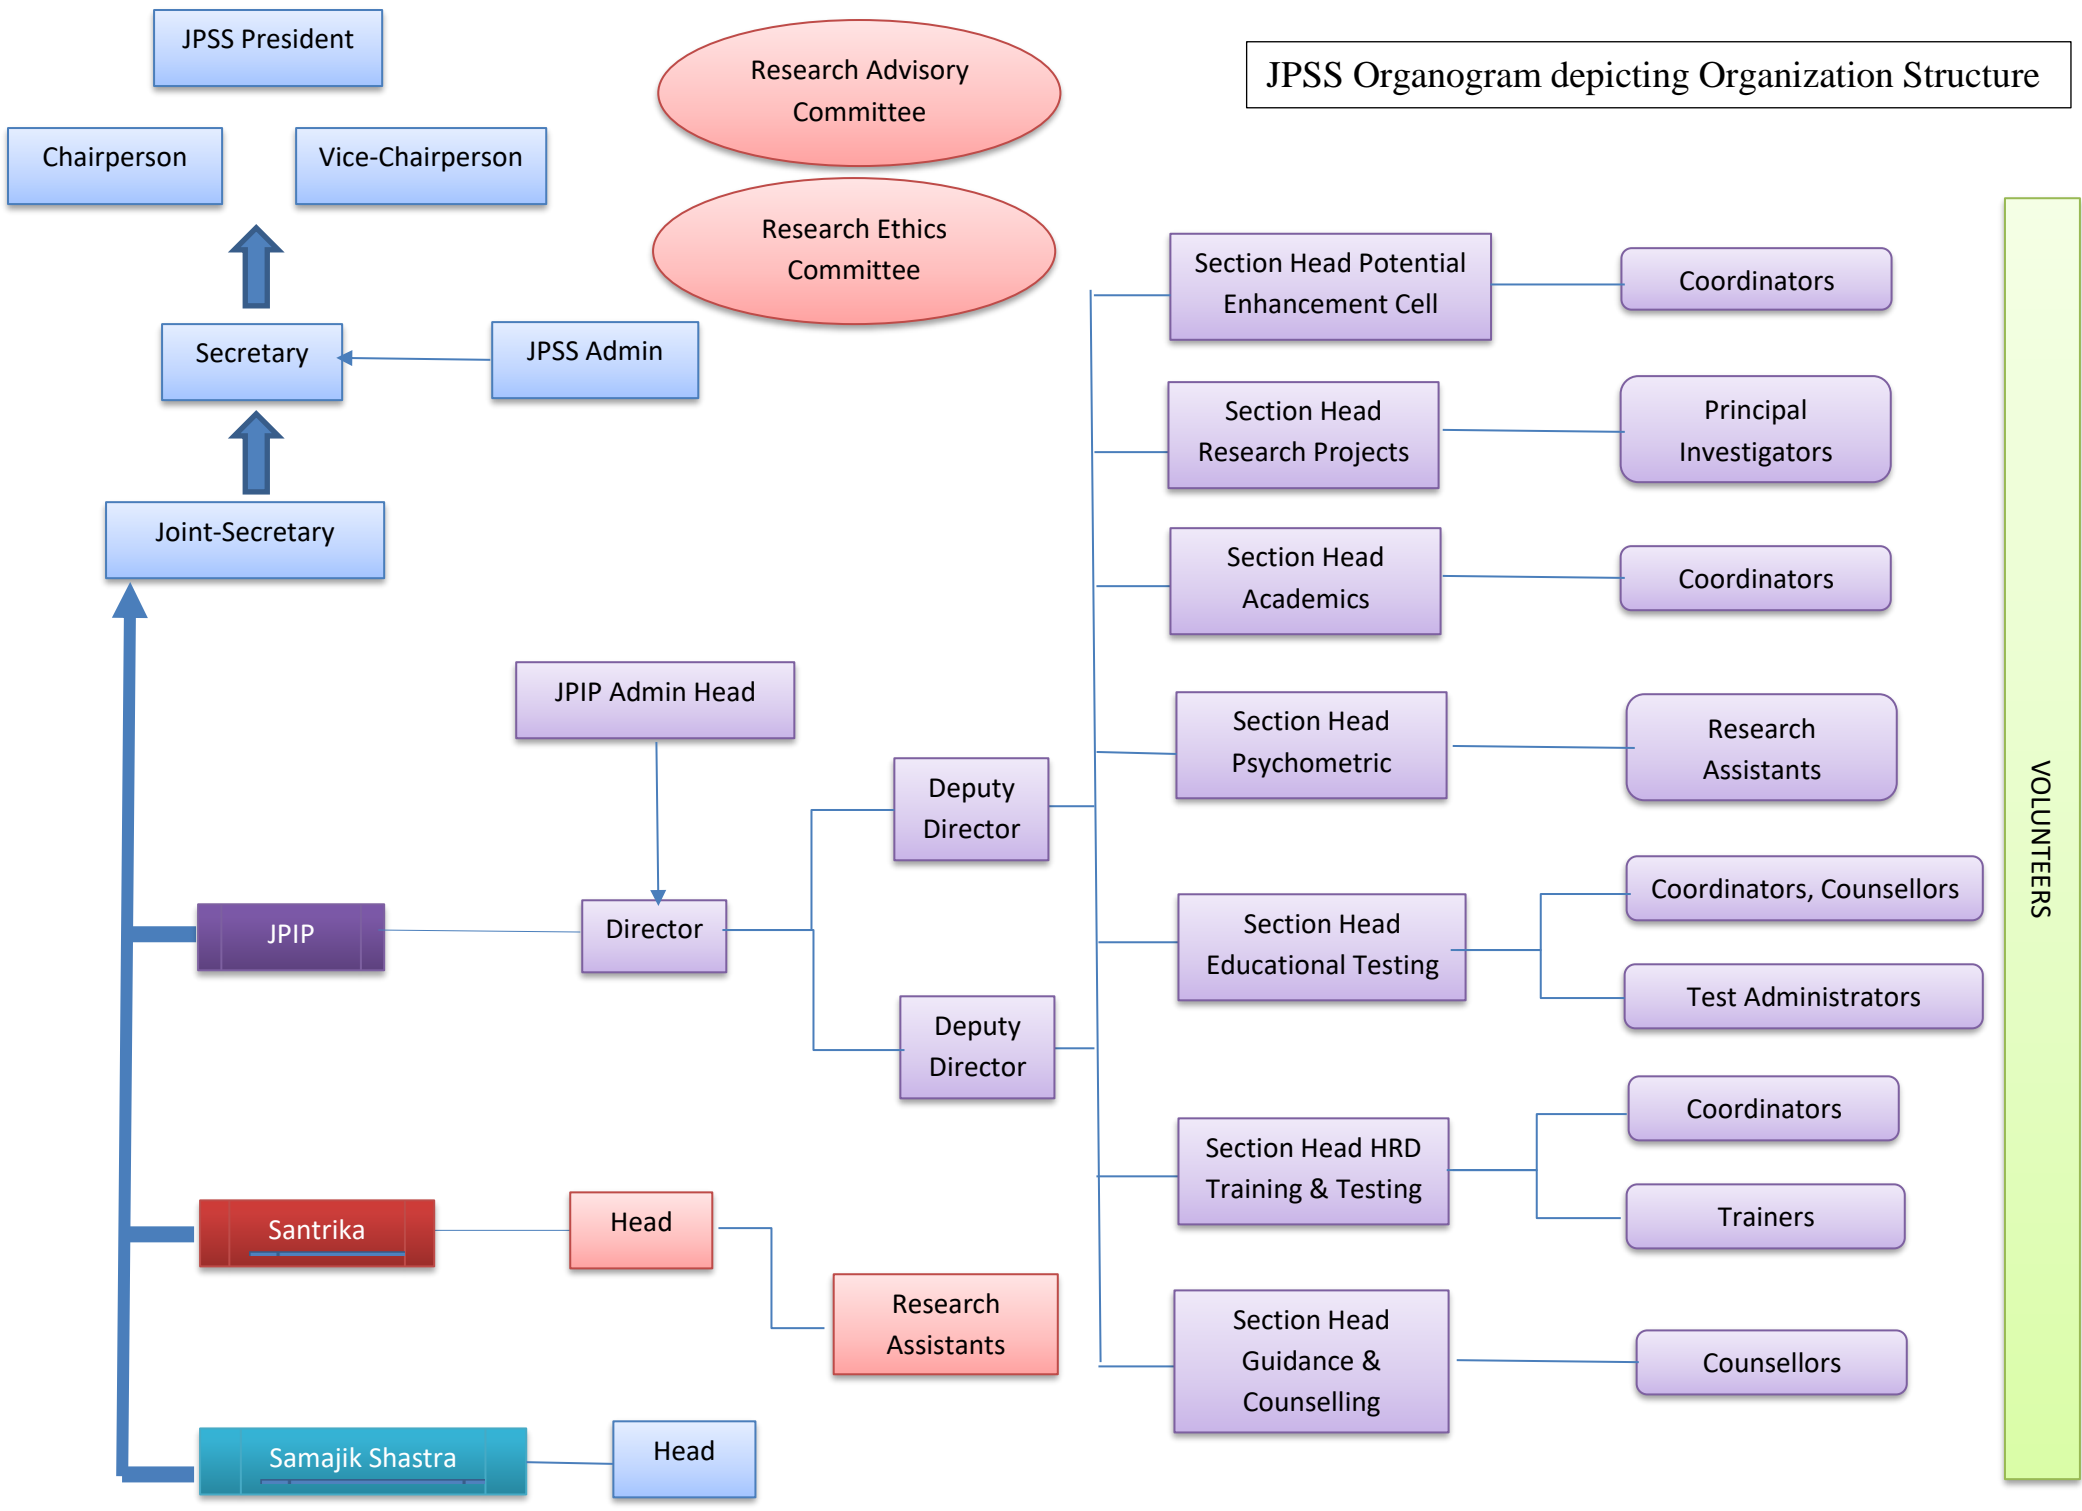 JPSS President
Research Advisory
Committee
JPSS Organogram depicting Organization Structure
Chairperson
Vice-Chairperson
Research Ethics
Committee
Secretary
JPSS Admin
Joint-Secretary
Section Head Potential
Enhancement Cell
Coordinators
Section Head
Research Projects
Principal
Investigators
Section Head
Academics
Coordinators
JPIP Admin Head
Section Head
Psychometric
Research
Assistants
Deputy
Director
JPIP
Director
Deputy
Director
Section Head
Educational Testing
Coordinators, Counsellors
Test Administrators
Section Head HRD
Training & Testing
Coordinators
Trainers
Santrika
Head
Research
Assistants
Section Head
Guidance &
Counselling
Counsellors
Samajik Shastra
Head
VOLUNTEERS